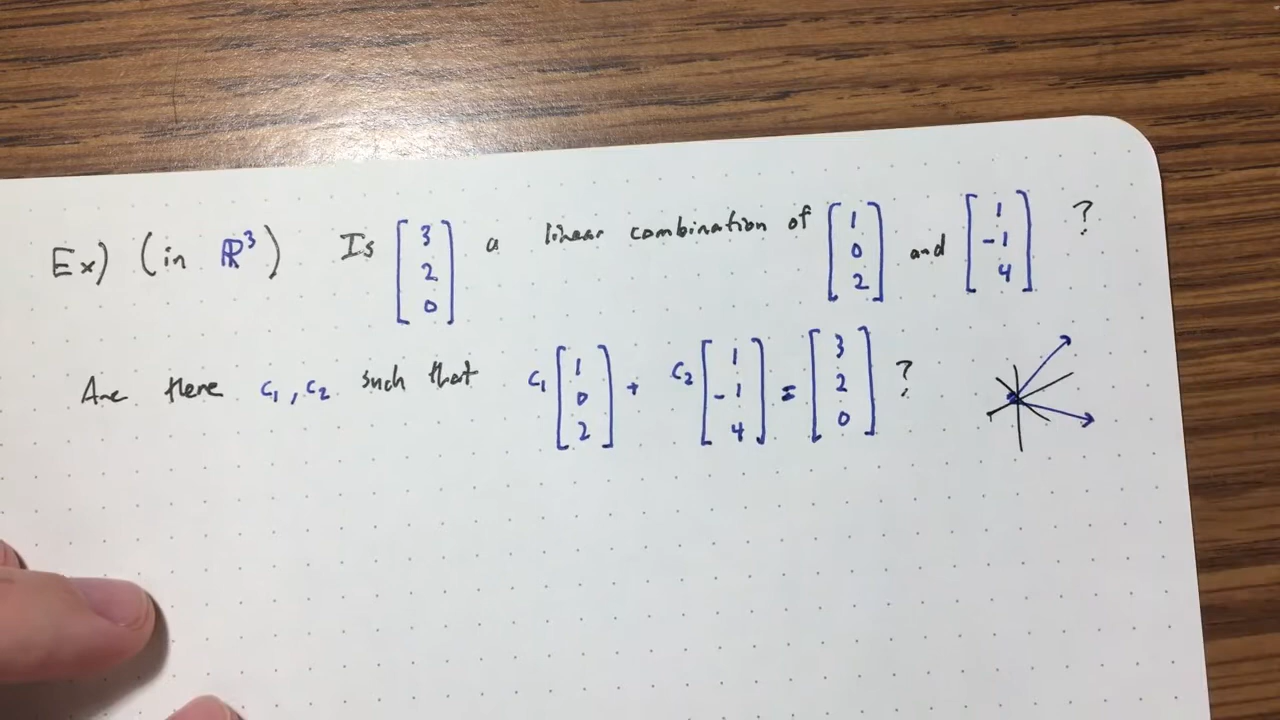 Ex) (in ℝ³) Is [3 2 0] a linear combination of [1 0 2] and [1 -1 4] ?
Are there c₁, c₂ such that c₁ [1 0 2] + c₂ [1 -1 4] = [3 2 0] ?